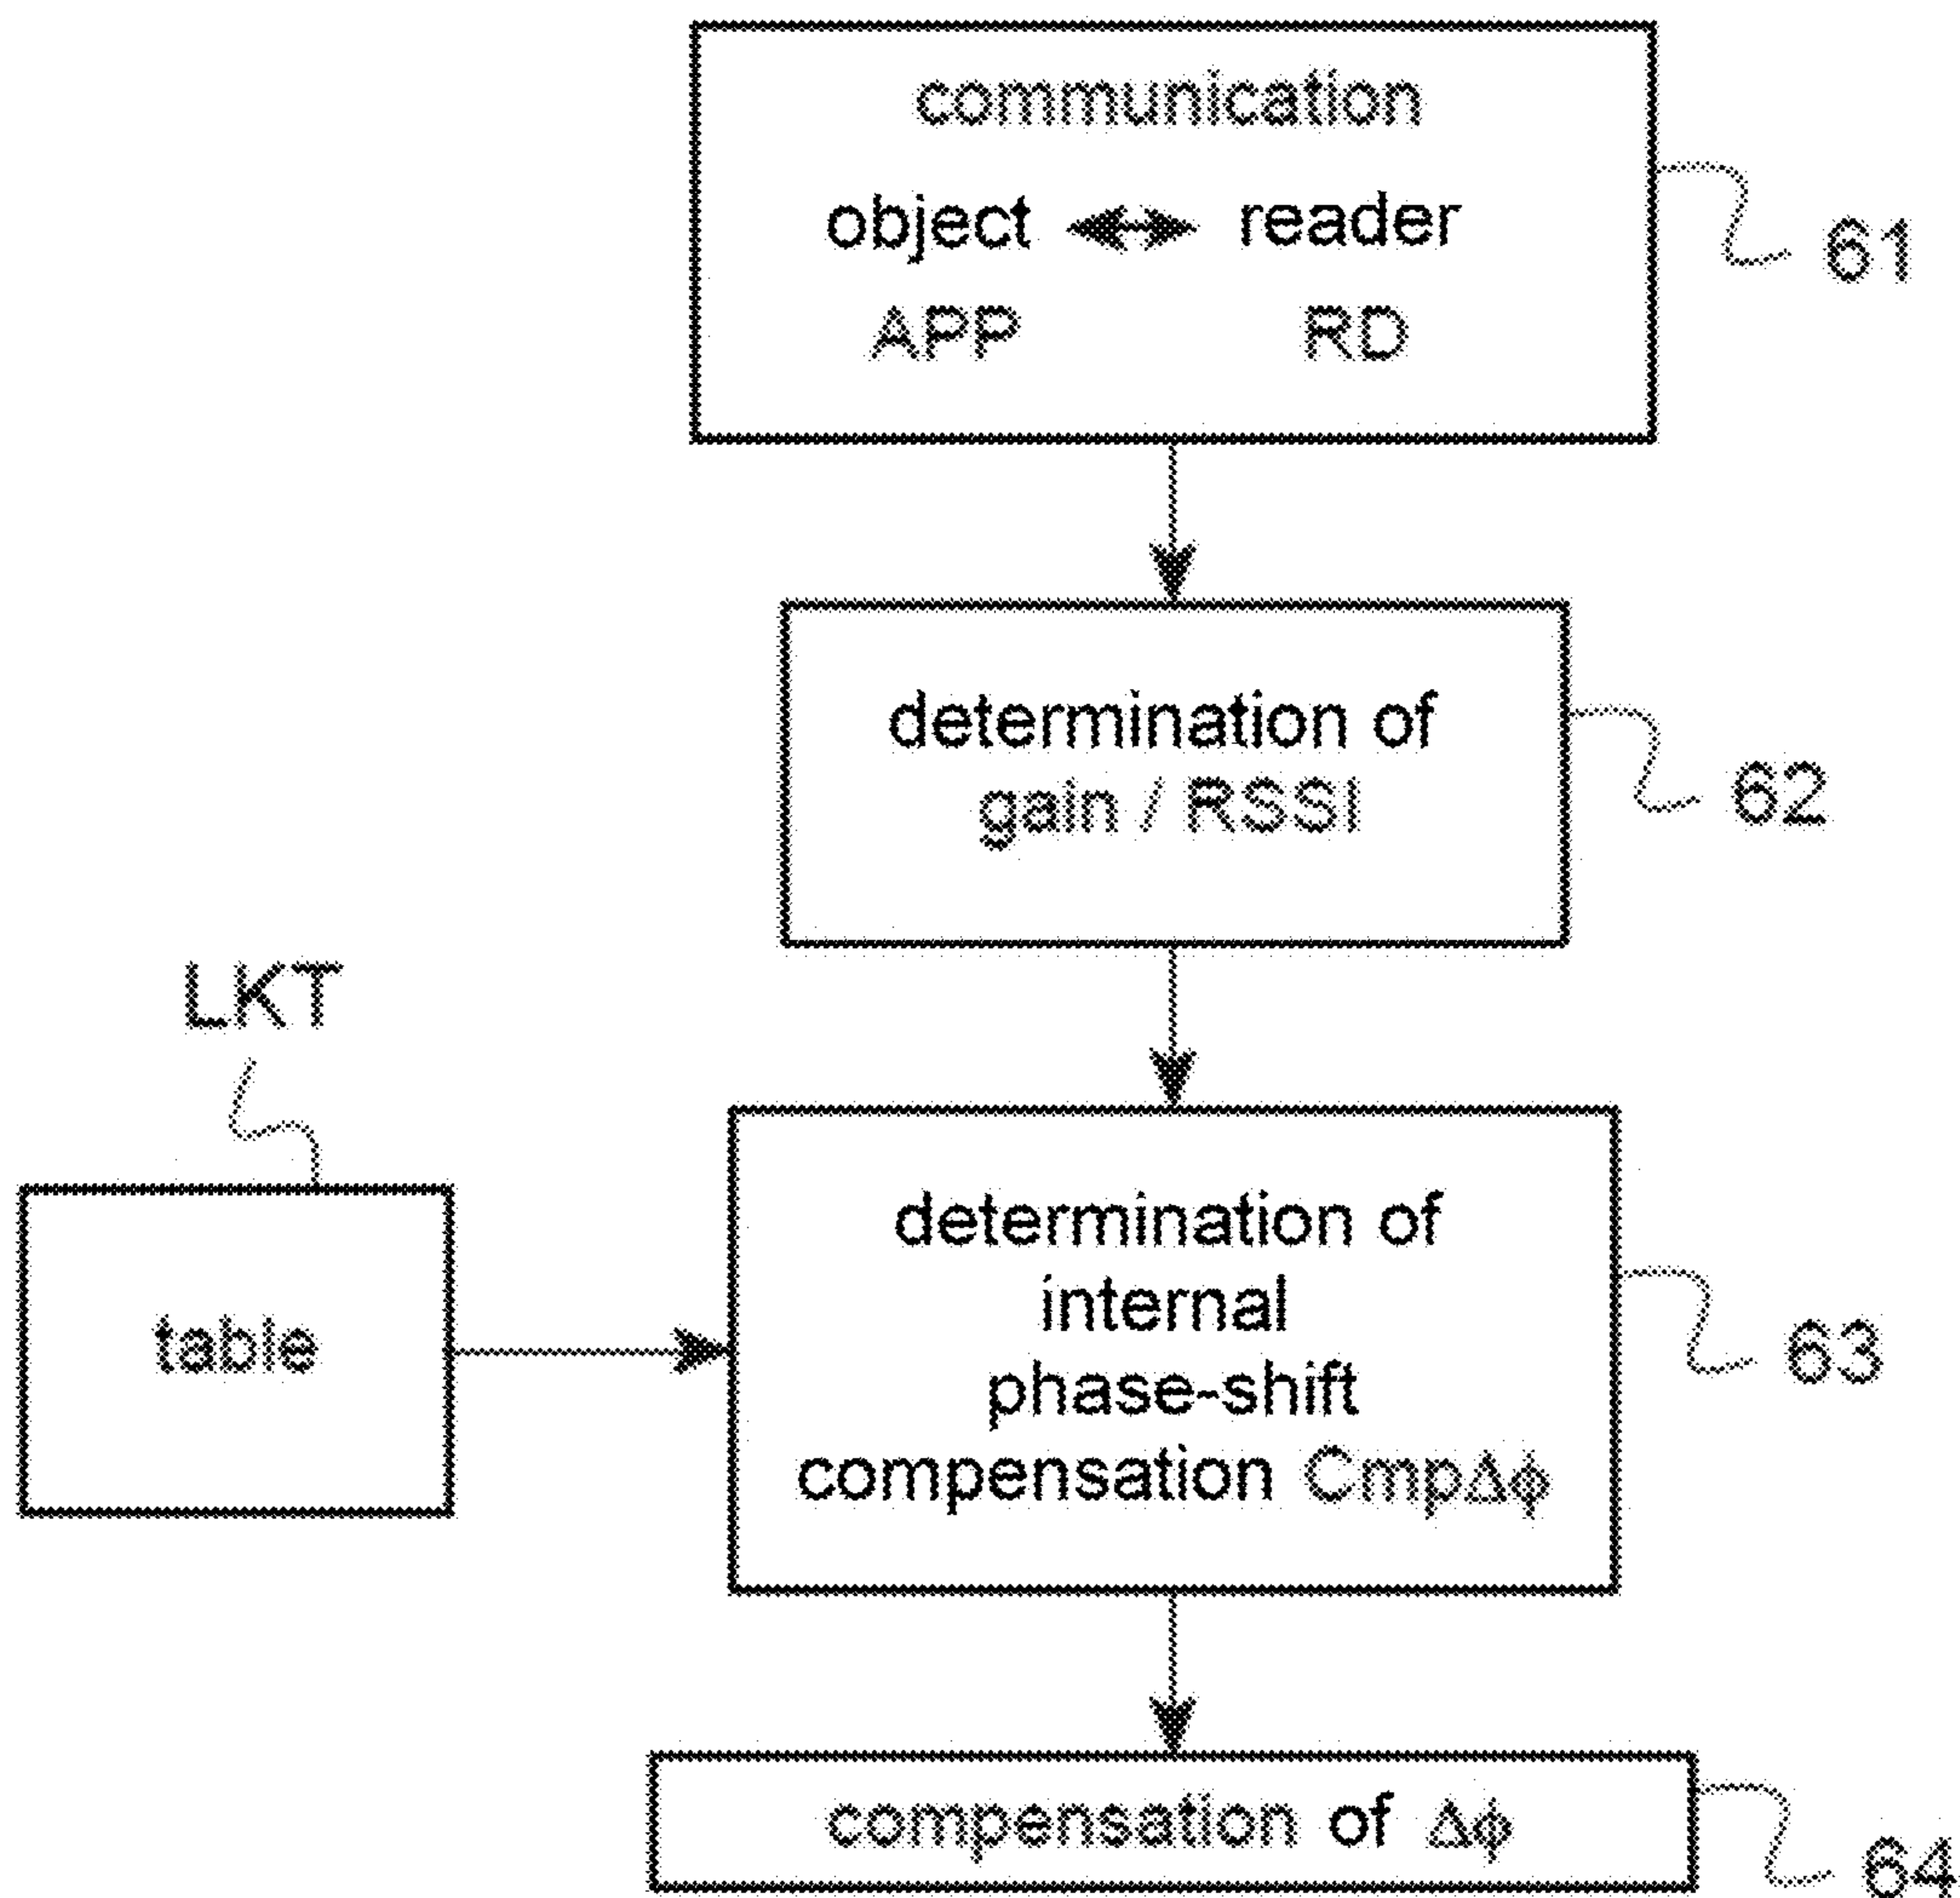 communication
object ↔ reader
APP RD
61
determination of
gain / RSSI
62
LKT
table
determination of
internal
phase-shift
compensation CmpΔϕ
63
compensation of Δϕ
64